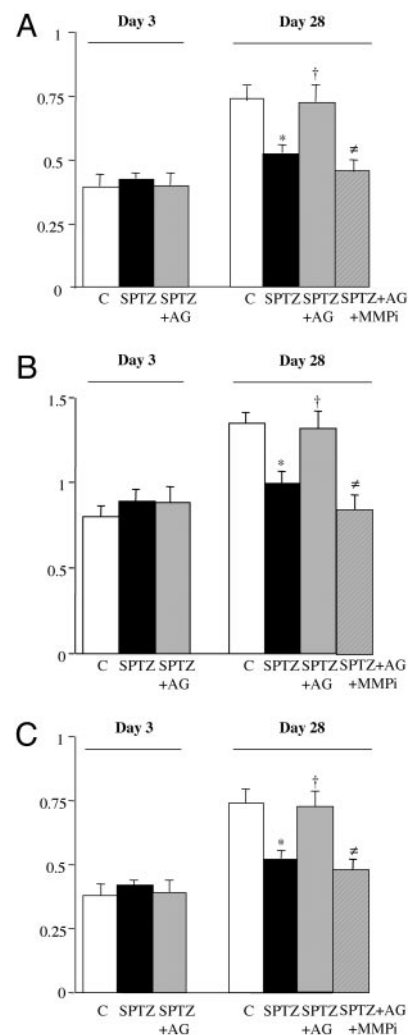 A
Day 3 Day 28
1
0.75
0.5
0.25
0
* † ≠
C SPTZ SPTZ +AG C SPTZ SPTZ +AG SPTZ+AG +MMPi
B
Day 3 Day 28
1.5
1
0.5
0
* † ≠
C SPTZ SPTZ +AG C SPTZ SPTZ +AG SPTZ+AG +MMPi
C
Day 3 Day 28
1
0.75
0.5
0.25
0
* † ≠
C SPTZ SPTZ +AG C SPTZ SPTZ +AG SPTZ+AG +MMPi